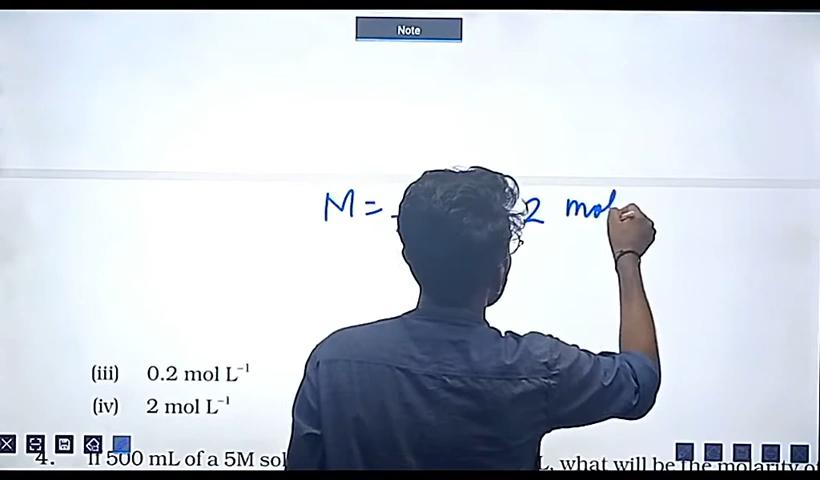 Note
M = 2 mol
(iii) 0.2 mol L⁻¹
(iv) 2 mol L⁻¹
4. If 500 mL of a 5M sol L, what will be the molarity of